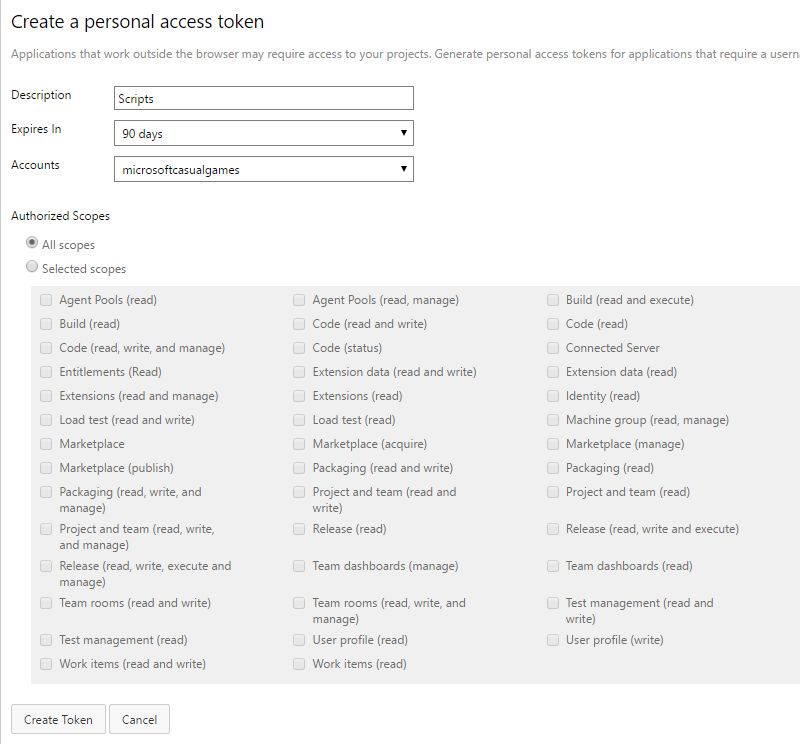 Create a personal access token
Applications that work outside the browser may require access to your projects. Generate personal access tokens for applications that require a usern
Description
Scripts
Expires In
90 days
Accounts
microsoftcasualgames
Authorized Scopes
All scopes
Selected scopes
Agent Pools (read)
Agent Pools (read, manage)
Build (read and execute)
Build (read)
Code (read and write)
Code (read)
Code (read, write, and manage)
Code (status)
Connected Server
Entitlements (Read)
Extension data (read and write)
Extension data (read)
Extensions (read and manage)
Extensions (read)
Identity (read)
Load test (read and write)
Load test (read)
Machine group (read, manage)
Marketplace
Marketplace (acquire)
Marketplace (manage)
Marketplace (publish)
Packaging (read and write)
Packaging (read)
Packaging (read, write, and
manage)
Project and team (read and
write)
Project and team (read)
Project and team (read, write,
and manage)
Release (read)
Release (read, write and execute)
Release (read, write, execute and
manage)
Team dashboards (manage)
Team dashboards (read)
Team rooms (read and write)
Team rooms (read, write, and
manage)
Test management (read and
write)
Test management (read)
User profile (read)
User profile (write)
Work items (read and write)
Work items (read)
Create Token
Cancel